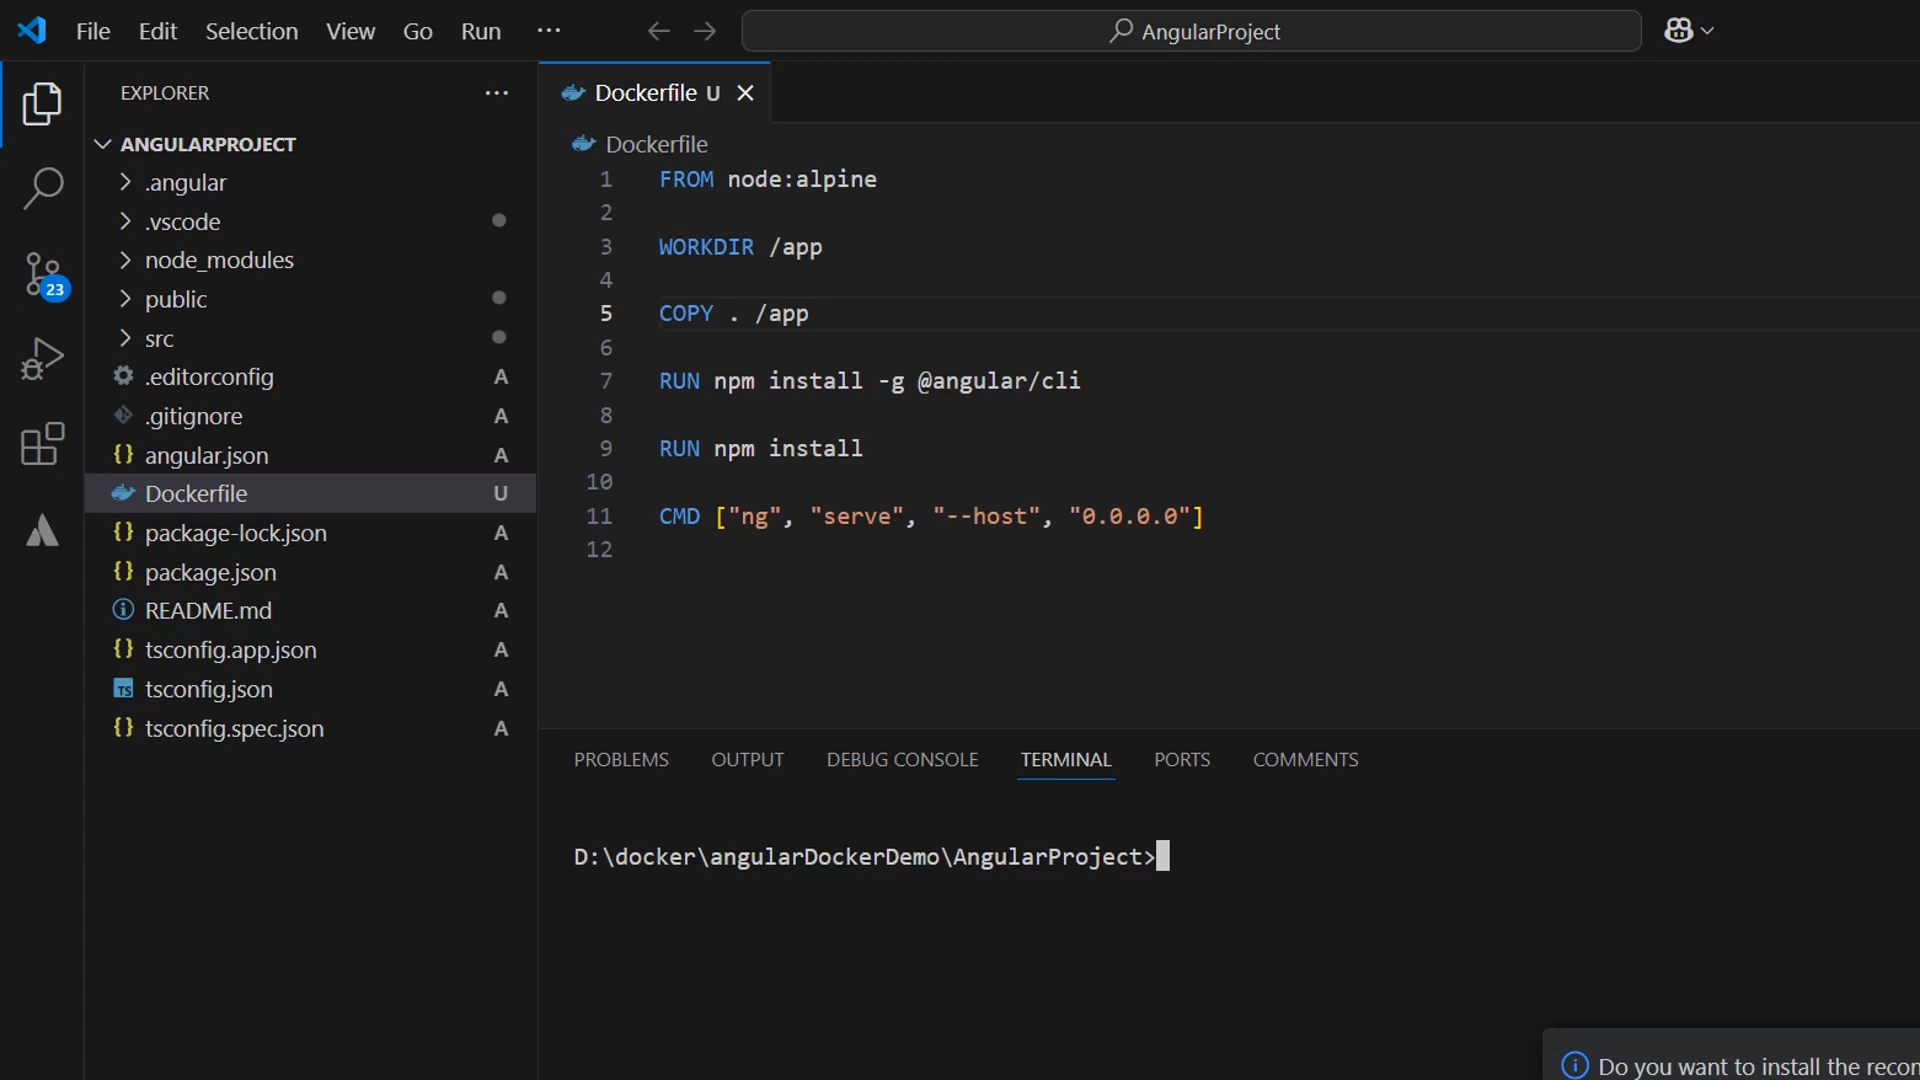 File Edit Selection View Go Run ···
AngularProject
EXPLORER ···
ANGULARPROJECT
.angular
.vscode
node_modules
public
src
.editorconfig A
.gitignore A
angular.json A
Dockerfile U
package-lock.json A
package.json A
README.md A
tsconfig.app.json A
tsconfig.json A
tsconfig.spec.json A
23
Dockerfile U
Dockerfile
1 FROM node:alpine
2
3 WORKDIR /app
4
5 COPY . /app
6
7 RUN npm install -g @angular/cli
8
9 RUN npm install
10
11 CMD ["ng", "serve", "--host", "0.0.0.0"]
12
PROBLEMS OUTPUT DEBUG CONSOLE TERMINAL PORTS COMMENTS
D:\docker\angularDockerDemo\AngularProject>
Do you want to install the recom